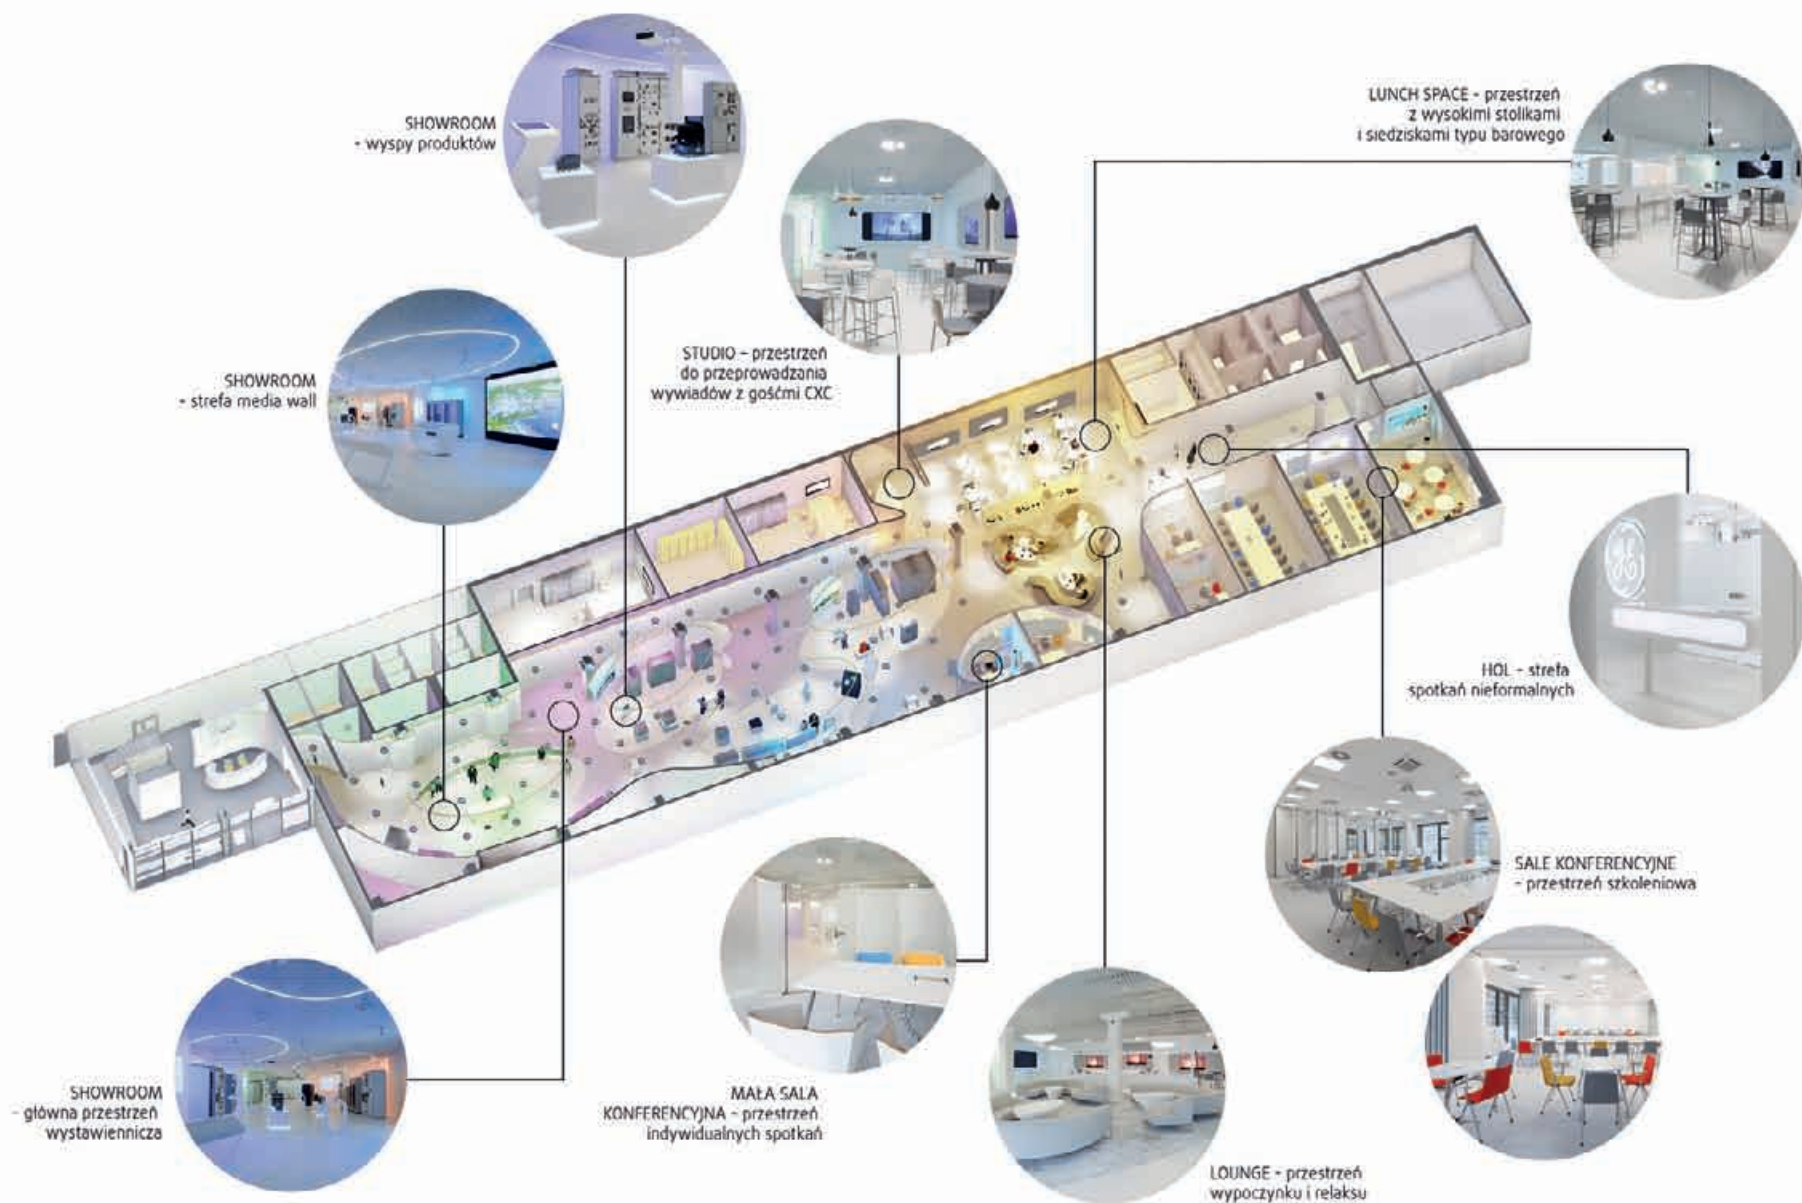 SHOWROOM
- wyspy produktów
LUNCH SPACE - przestrzeń
z wysokimi stolikami
i siedziskami typu barowego
STUDIO - przestrzeń
do przeprowadzania
wywiadów z gośćmi CXC
SHOWROOM
- strefa media wall
HOL - strefa
spotkań nieformalnych
SALE KONFERENCYJNE
- przestrzeń szkoleniowa
SHOWROOM
- główna przestrzeń
wystawiennicza
MAŁA SALA
KONFERENCYJNA - przestrzeń
indywidualnych spotkań
LOUNGE - przestrzeń
wypoczynku i relaksu